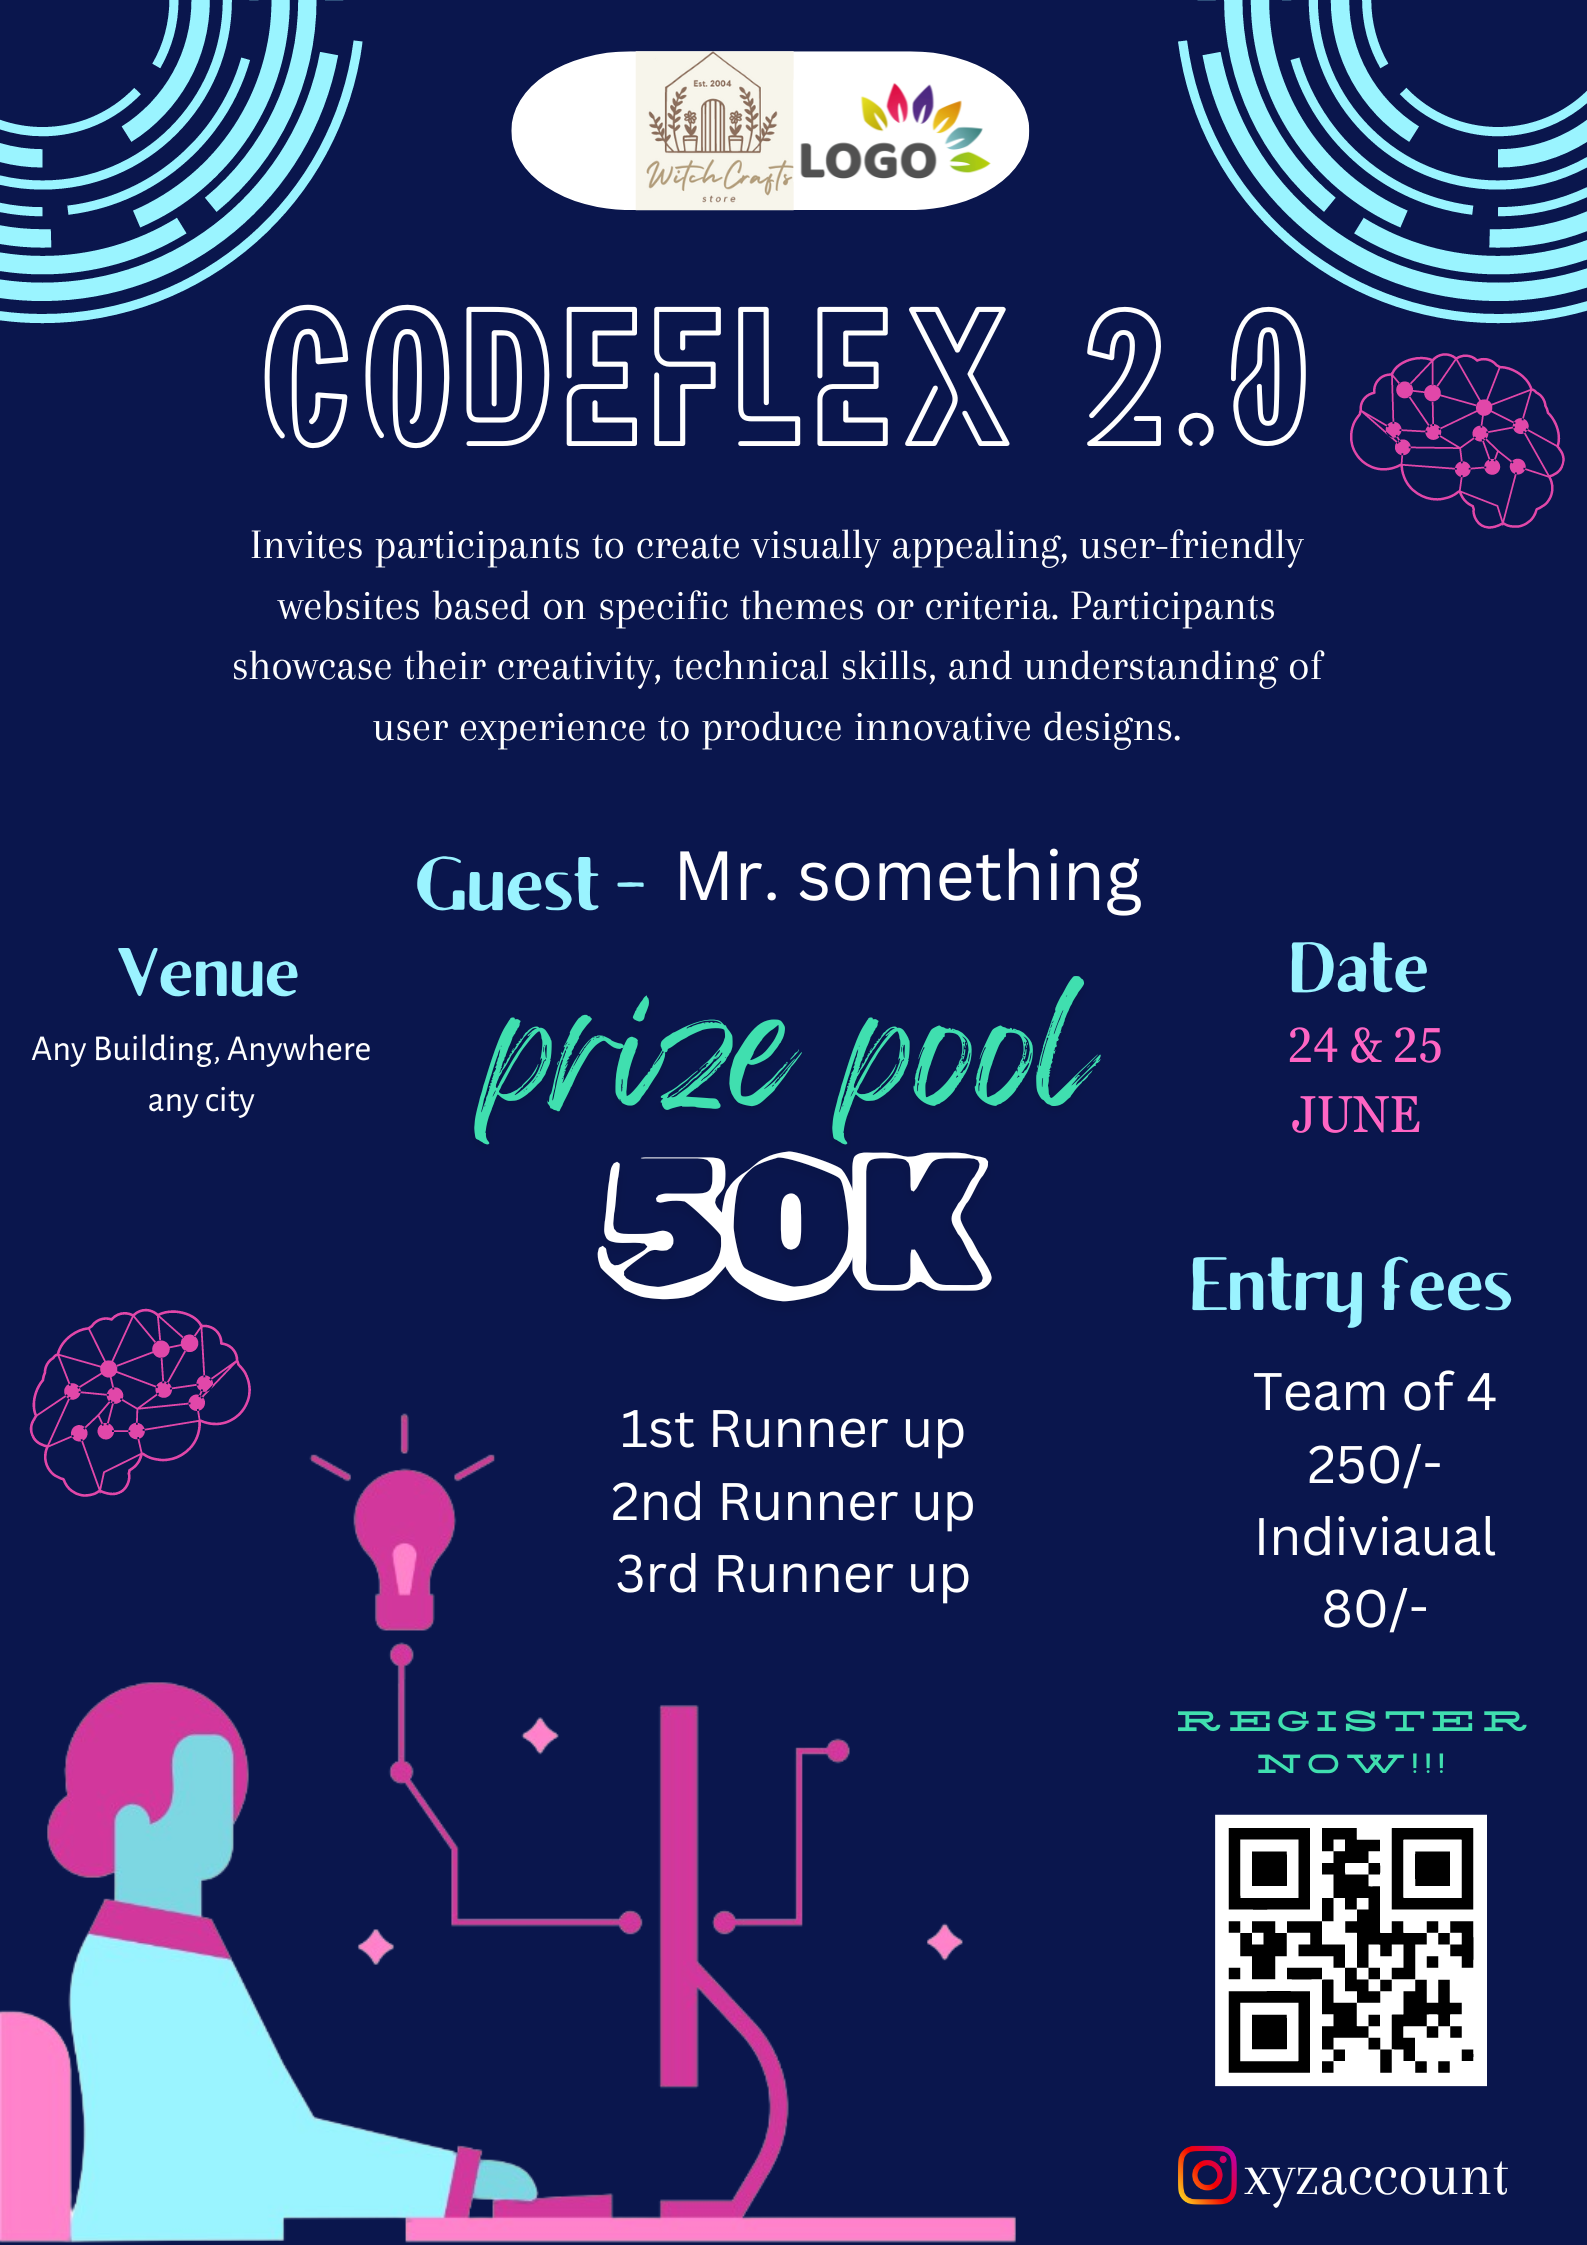 Est. 2004
Witch Crafts
store
LOGO
CODEFLEX 2.0
Invites participants to create visually appealing, user-friendly
websites based on specific themes or criteria. Participants
showcase their creativity, technical skills, and understanding of
user experience to produce innovative designs.
Guest - Mr. something
Venue
Any Building, Anywhere
any city
prize pool
50K
Date
24 & 25
JUNE
1st Runner up
2nd Runner up
3rd Runner up
Entry fees
Team of 4
250/-
Indiviaual
80/-
REGISTER
NOW!!!
xyzaccount